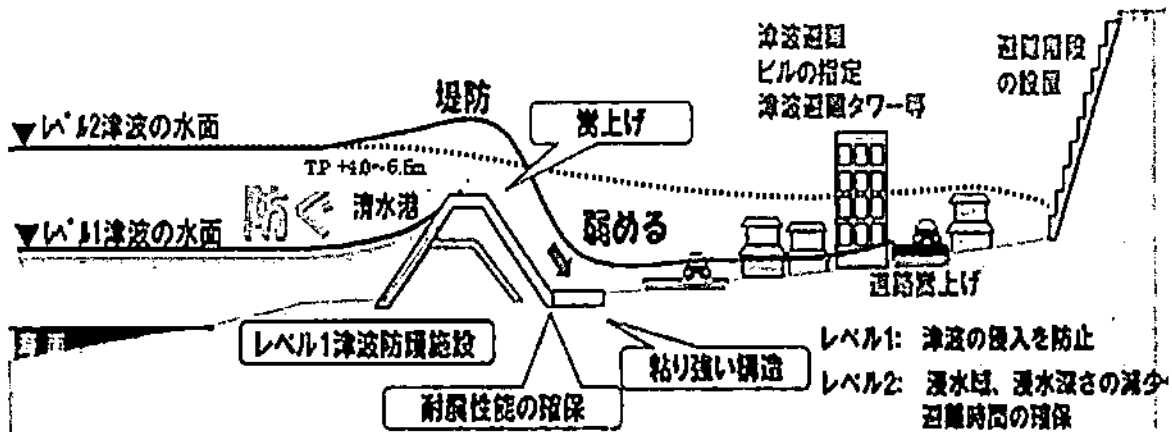 津波避難
ビルの指定
津波避難タワー等
避難階段
の設置
堤防
嵩上げ
レベル2津波の水面
T.P +4.0~6.6m
防ぐ
清水港
レベル1津波の水面
弱める
道路嵩上げ
海面
レベル1津波防護施設
粘り強い構造
耐震性能の確保
レベル1: 津波の侵入を防止
レベル2: 浸水域、浸水深さの減少
避難時間の確保